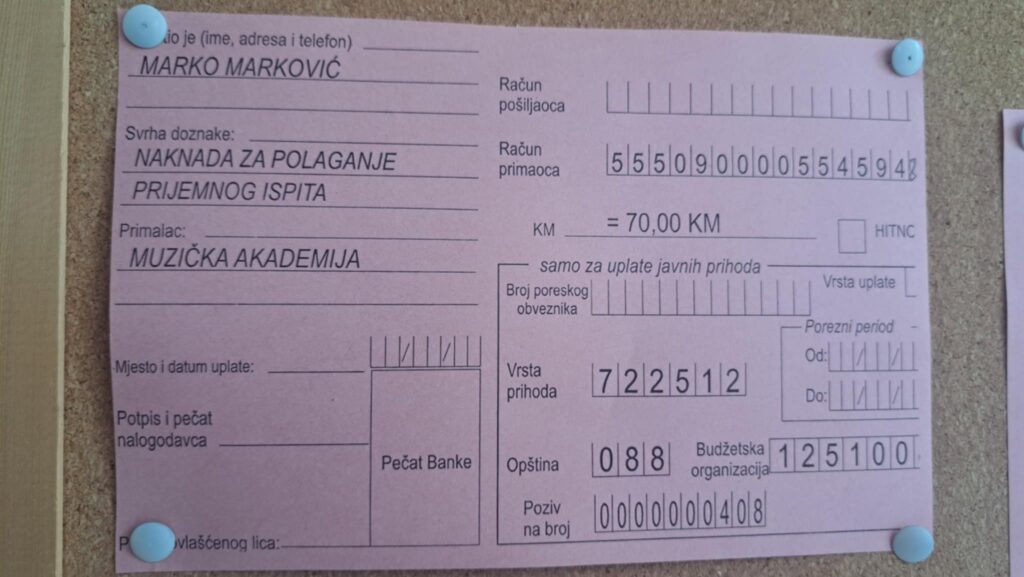 je (ime, adresa i telefon)
MARKO MARKOVIĆ
Svrha doznake:
NAKNADA ZA POLAGANJE
PRIJEMNOG ISPITA
Primalac:
MUZIČKA AKADEMIJA
Mjesto i datum uplate:
/ /
Potpis i pečat
nalogodavca
Pečat Banke
ovlašćenog lica:
Račun
pošiljaoca
Račun
primaoca
555090000554594
KM = 70,00 KM
HITNO
samo za uplate javnih prihoda
Broj poreskog
obveznika
Vrsta uplate
Porezni period
Od: / /
Do: / /
Vrsta
prihoda
722512
Opština
088
Budžetska
organizacija
125100
Poziv
na broj
0000000408